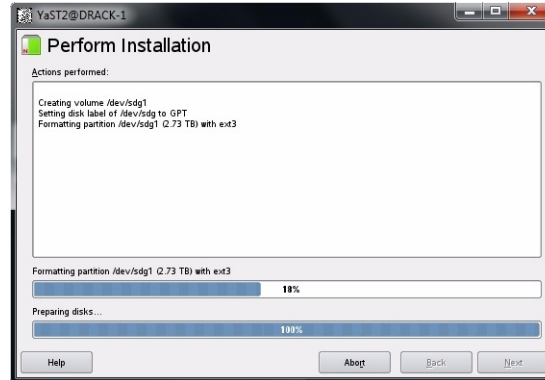 YaST2@DRACK-1
Perform Installation
Actions performed:
Creating volume /dev/sdg1
Setting disk label of /dev/sdg to GPT
Formatting partition /dev/sdg1 (2.73 TB) with ext3
Formatting partition /dev/sdg1 (2.73 TB) with ext3
18%
Preparing disks...
100%
Help
Abort
Back
Next